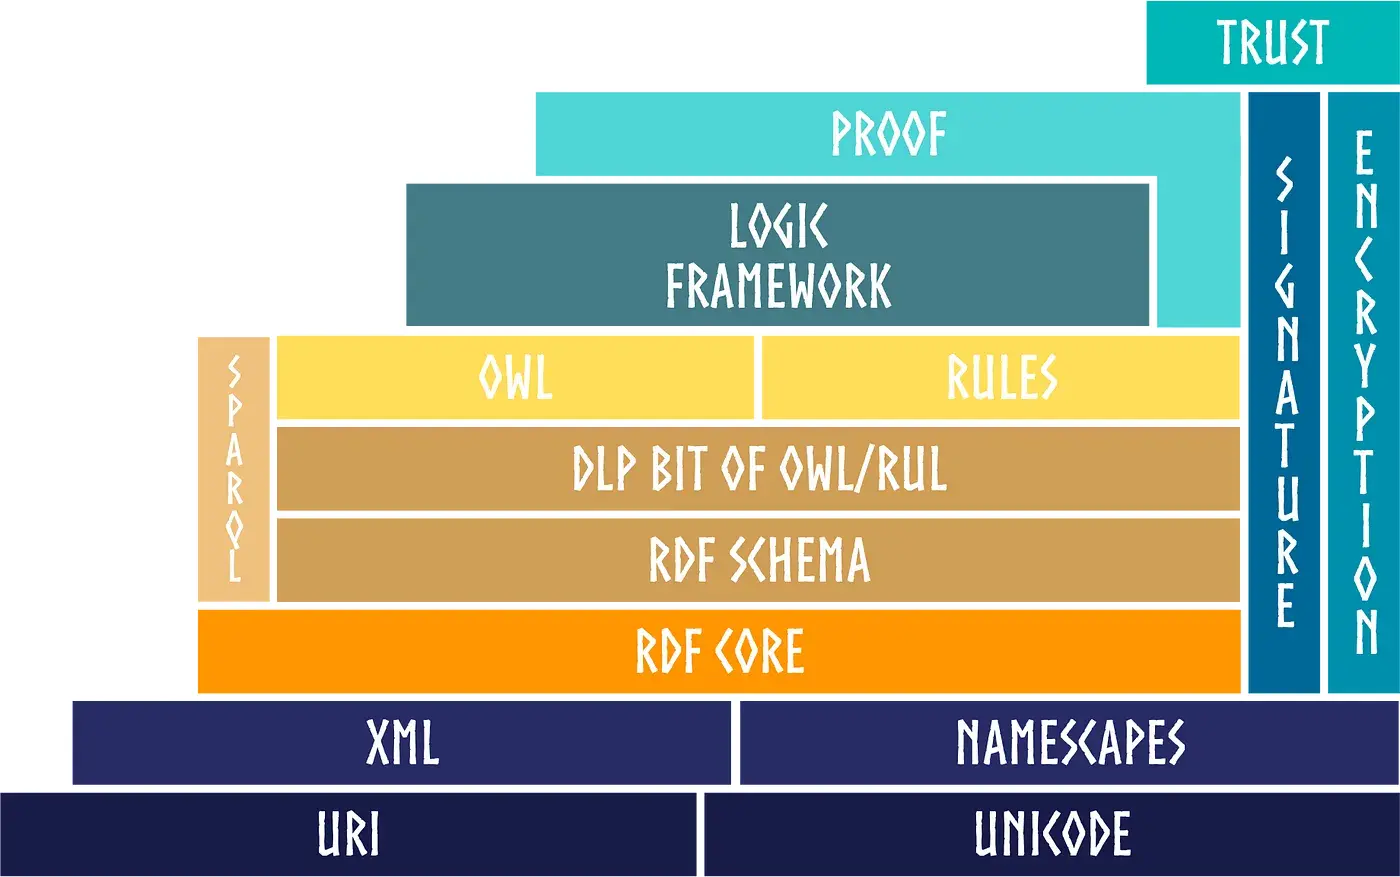 TRUST
PROOF
SIGNATURE
ENCRYPTION
LOGIC
FRAMEWORK
SPARQL
OWL
RULES
DLP BIT OF OWL/RUL
RDF SCHEMA
RDF CORE
XML
NAMESCAPES
URI
UNICODE